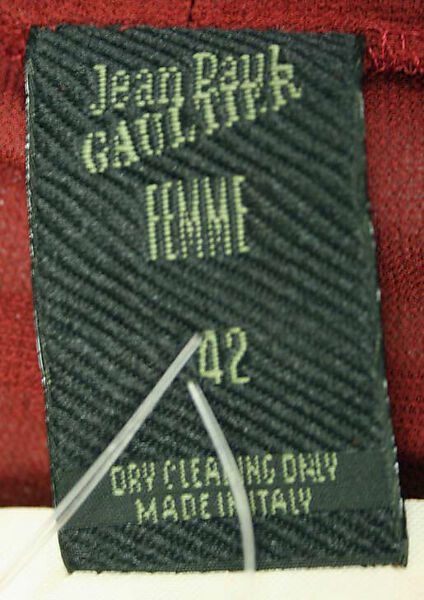 Jean Paul
GAULTIER
FEMME
42
DRY CLEANING ONLY
MADE IN ITALY